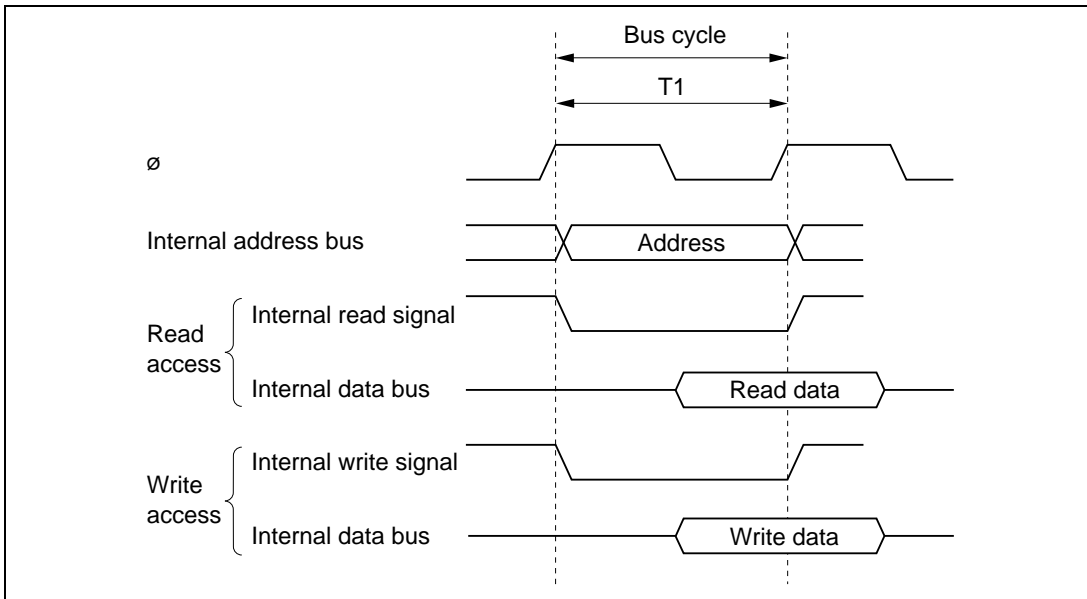 Bus cycle
T1
ø
Internal address bus
Address
Read
access
Internal read signal
Internal data bus
Read data
Write
access
Internal write signal
Internal data bus
Write data